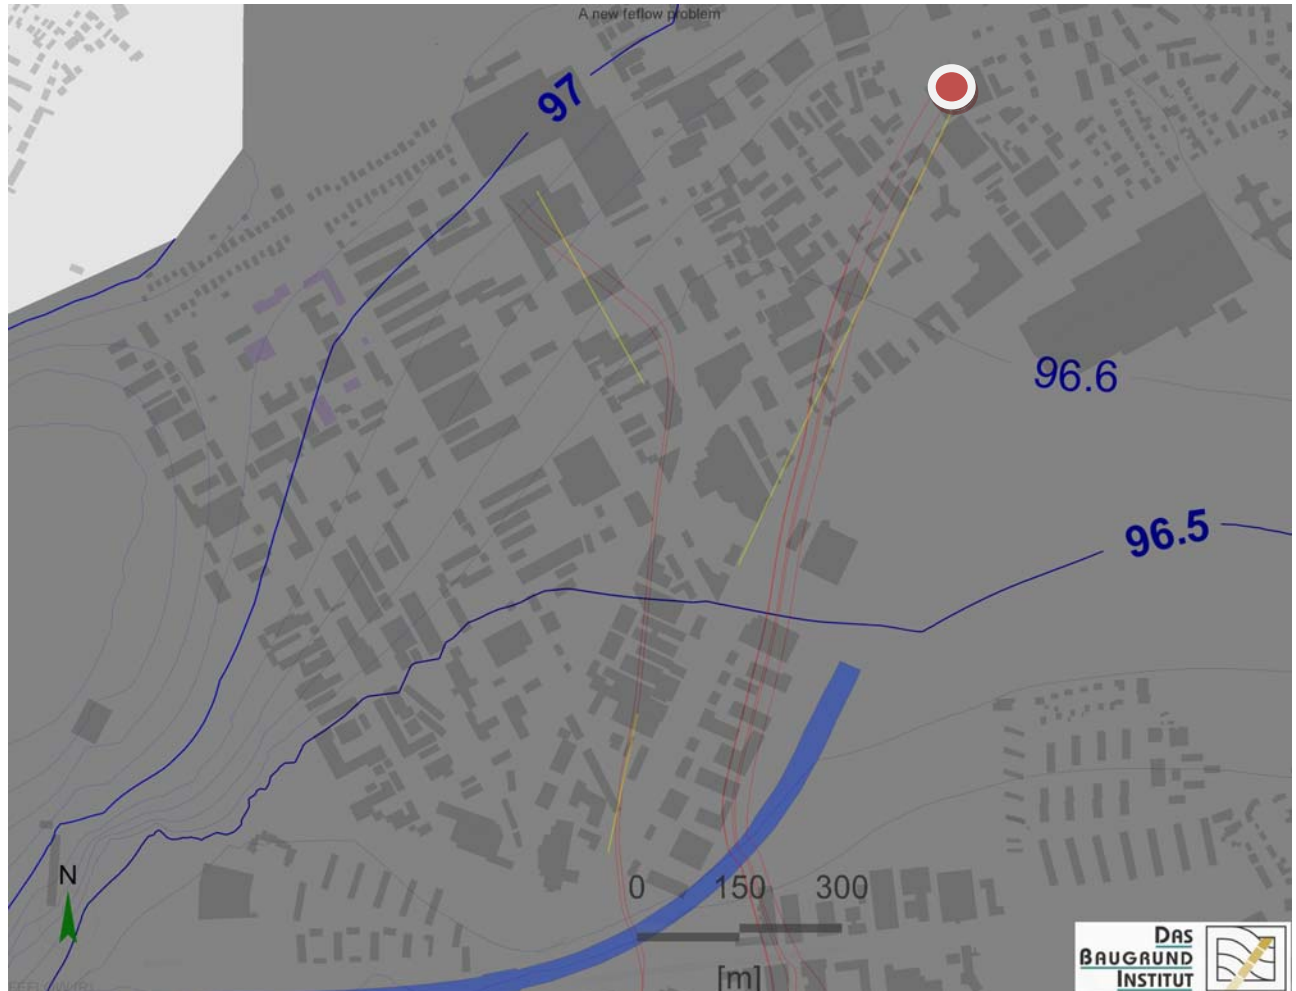 A new feflow problem
97
96.6
96.5
N
0 150 300
[m]
DAS
BAUGRUND
INSTITUT